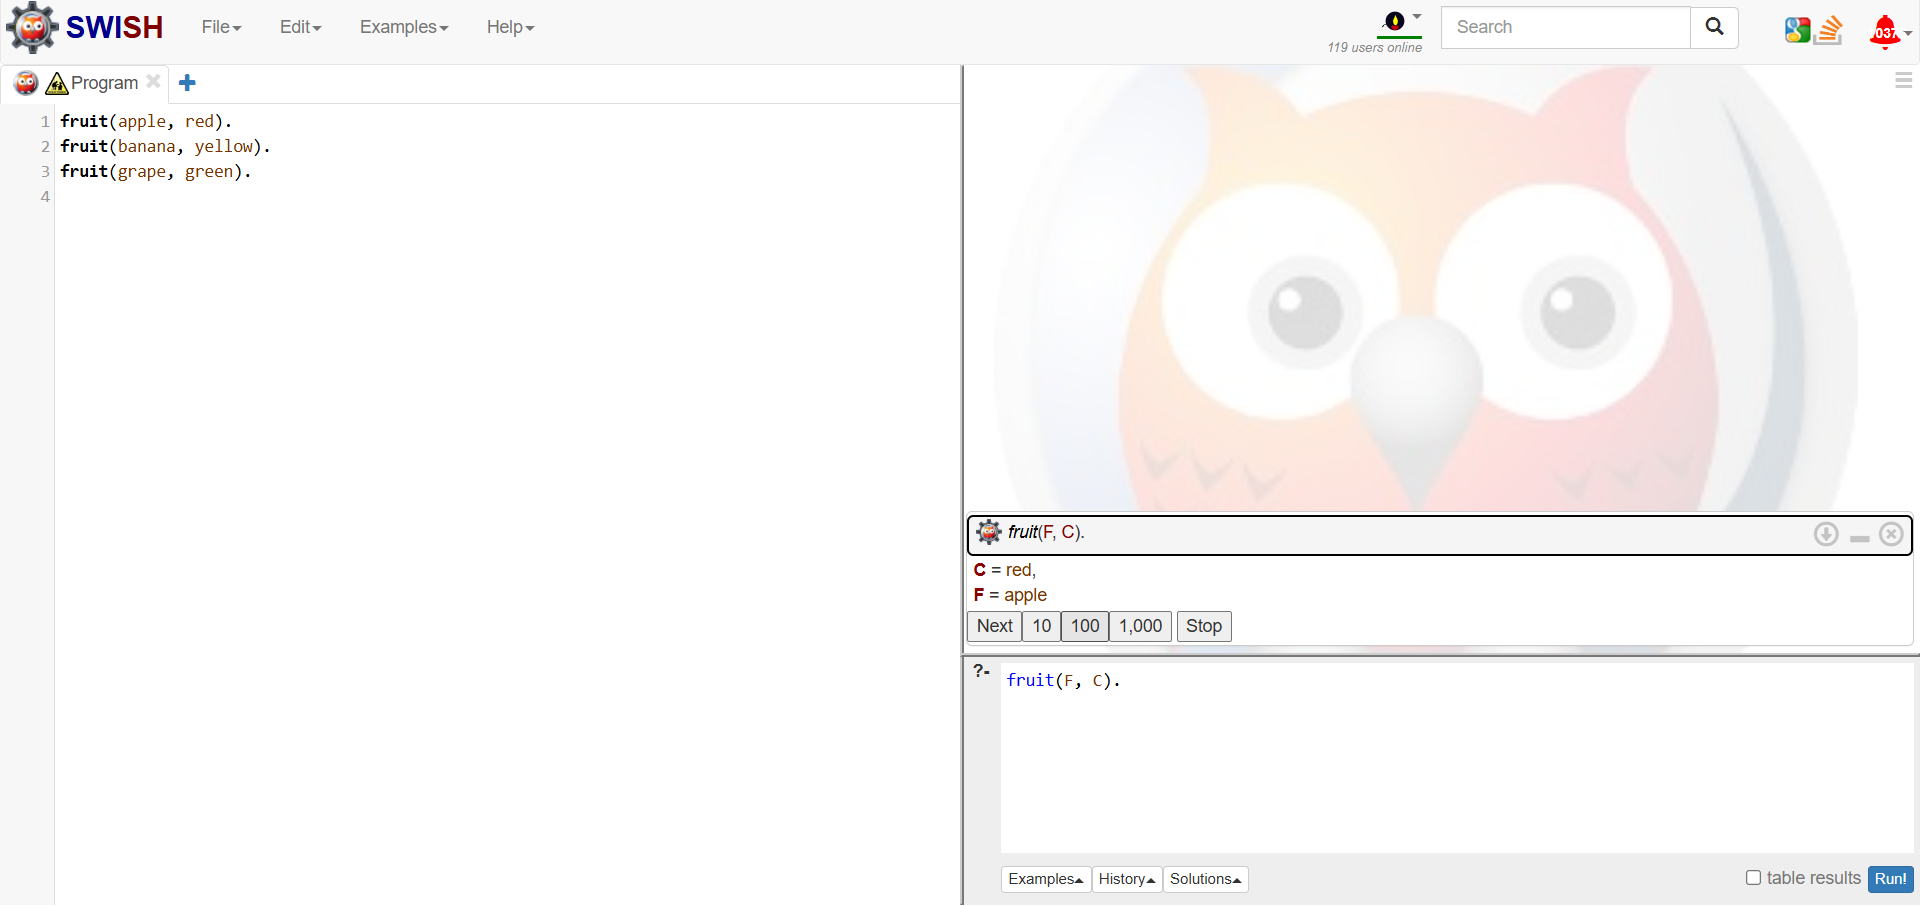 SWISH File Edit Examples Help 119 users online Search 037
Program
1 fruit(apple, red).
2 fruit(banana, yellow).
3 fruit(grape, green).
4
fruit(F, C).
C = red,
F = apple
Next 10 100 1,000 Stop
?- fruit(F, C).
Examples History Solutions table results Run!